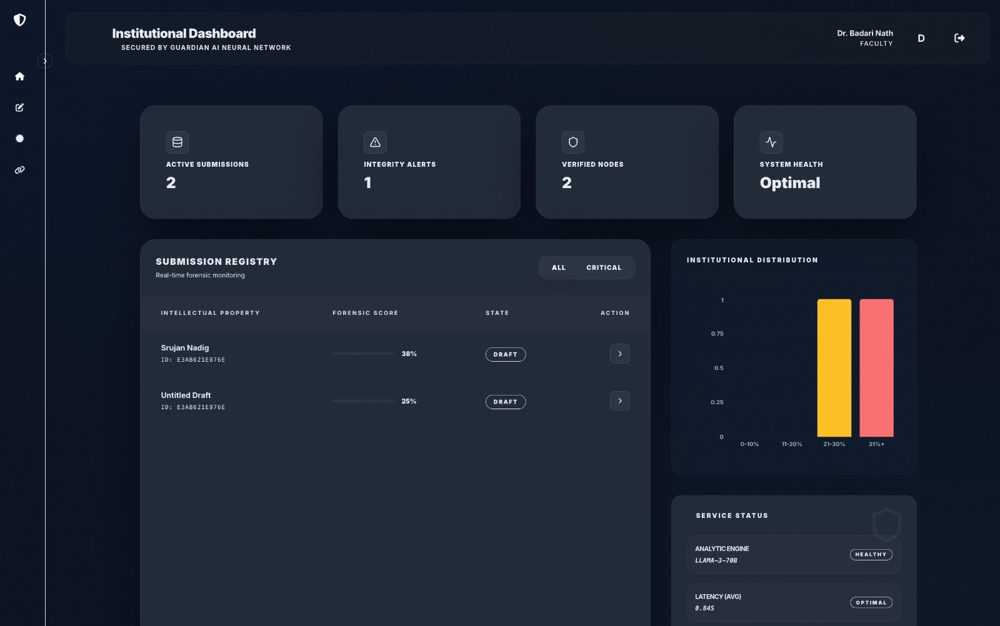 Institutional Dashboard
SECURED BY GUARDIAN AI NEURAL NETWORK
Dr. Badari Nath
FACULTY
D
ACTIVE SUBMISSIONS
2
INTEGRITY ALERTS
1
VERIFIED NODES
2
SYSTEM HEALTH
Optimal
SUBMISSION REGISTRY
Real-time forensic monitoring
ALL CRITICAL
INTELLECTUAL PROPERTY FORENSIC SCORE STATE ACTION
Srujan Nadig
ID: E3AB621E876E
38% DRAFT
Untitled Draft
ID: E3AB621E876E
25% DRAFT
INSTITUTIONAL DISTRIBUTION
1
0.75
0.5
0.25
0
0-10% 11-20% 21-30% 31%+
SERVICE STATUS
ANALYTIC ENGINE
LLAMA-3-70B
HEALTHY
LATENCY (AVG)
0.84S
OPTIMAL